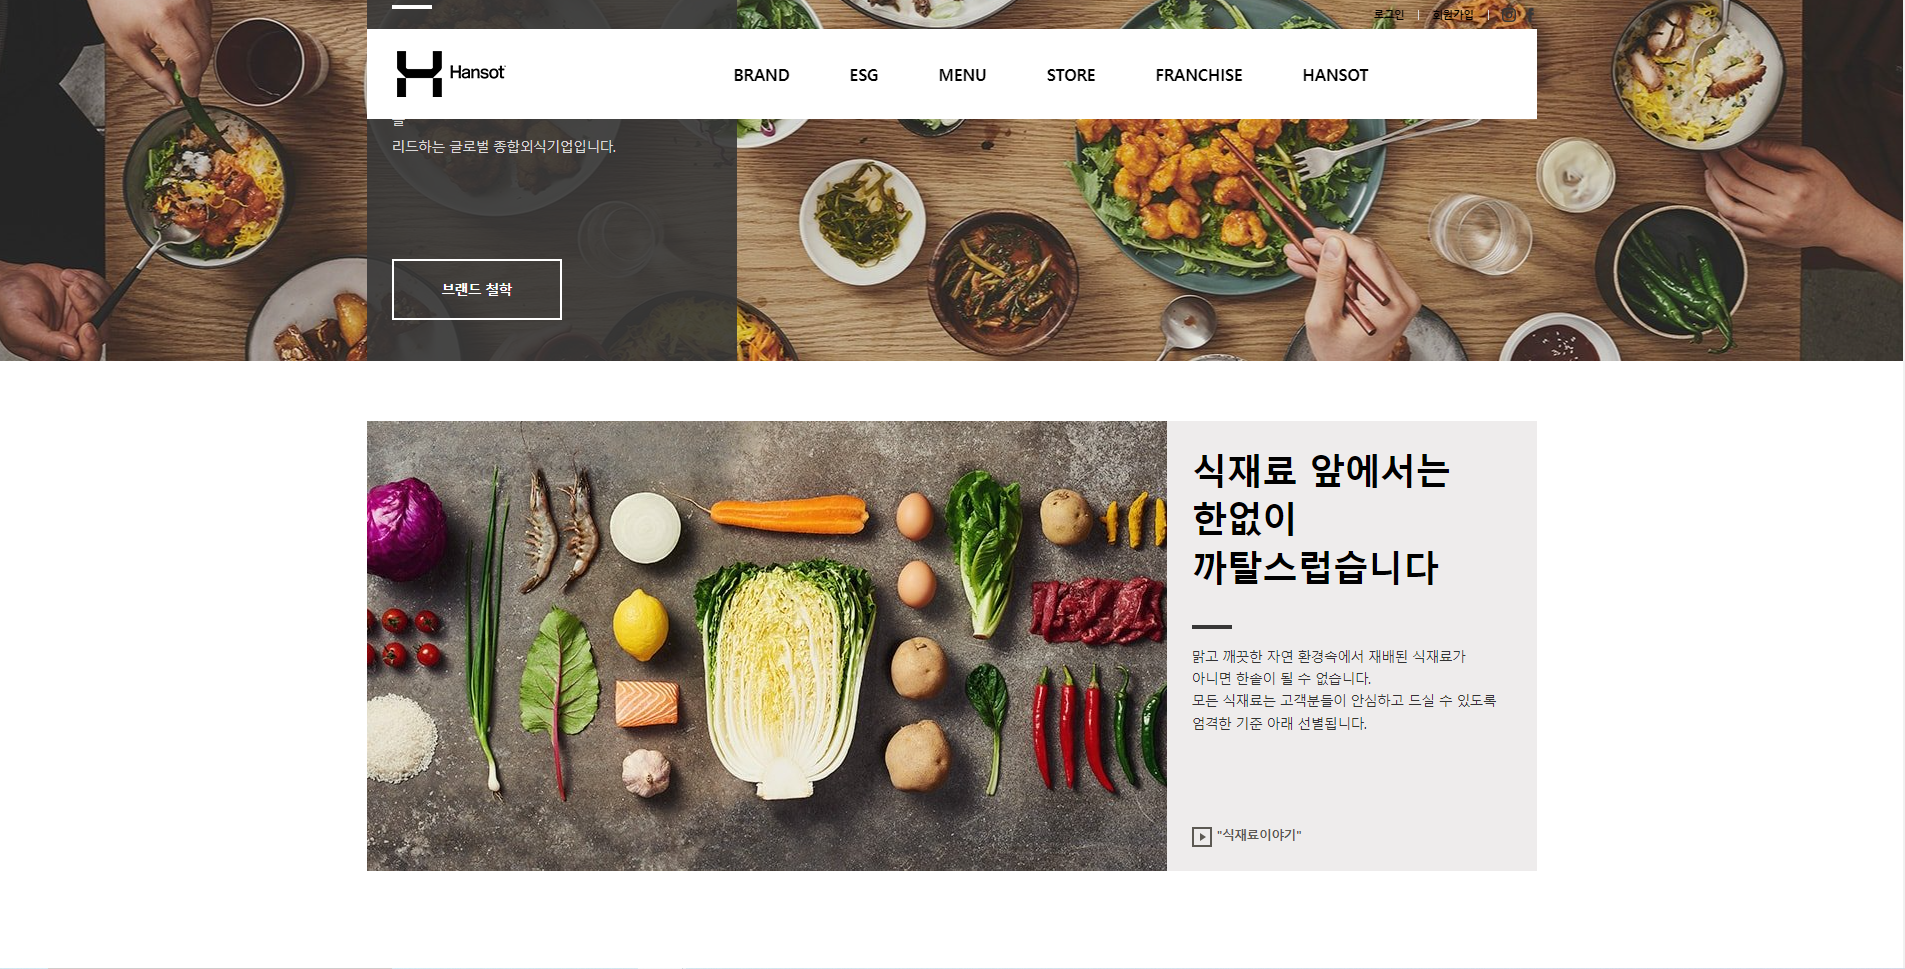 로그인 | 회원가입 |
Hansot
BRAND ESG MENU STORE FRANCHISE HANSOT
를
리드하는 글로벌 종합외식기업입니다.
브랜드 철학
식재료 앞에서는
한없이
까탈스럽습니다
맑고 깨끗한 자연 환경속에서 재배된 식재료가
아니면 한솥이 될 수 없습니다.
모든 식재료는 고객분들이 안심하고 드실 수 있도록
엄격한 기준 아래 선별됩니다.
"식재료이야기"